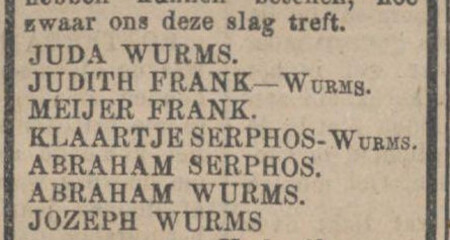 zwaar ons deze slag treft.
JUDA WURMS.
JUDITH FRANK—WURMS.
MEIJER FRANK.
KLAARTJE SERPHOS-WURMS.
ABRAHAM SERPHOS.
ABRAHAM WURMS.
JOZEPH WURMS